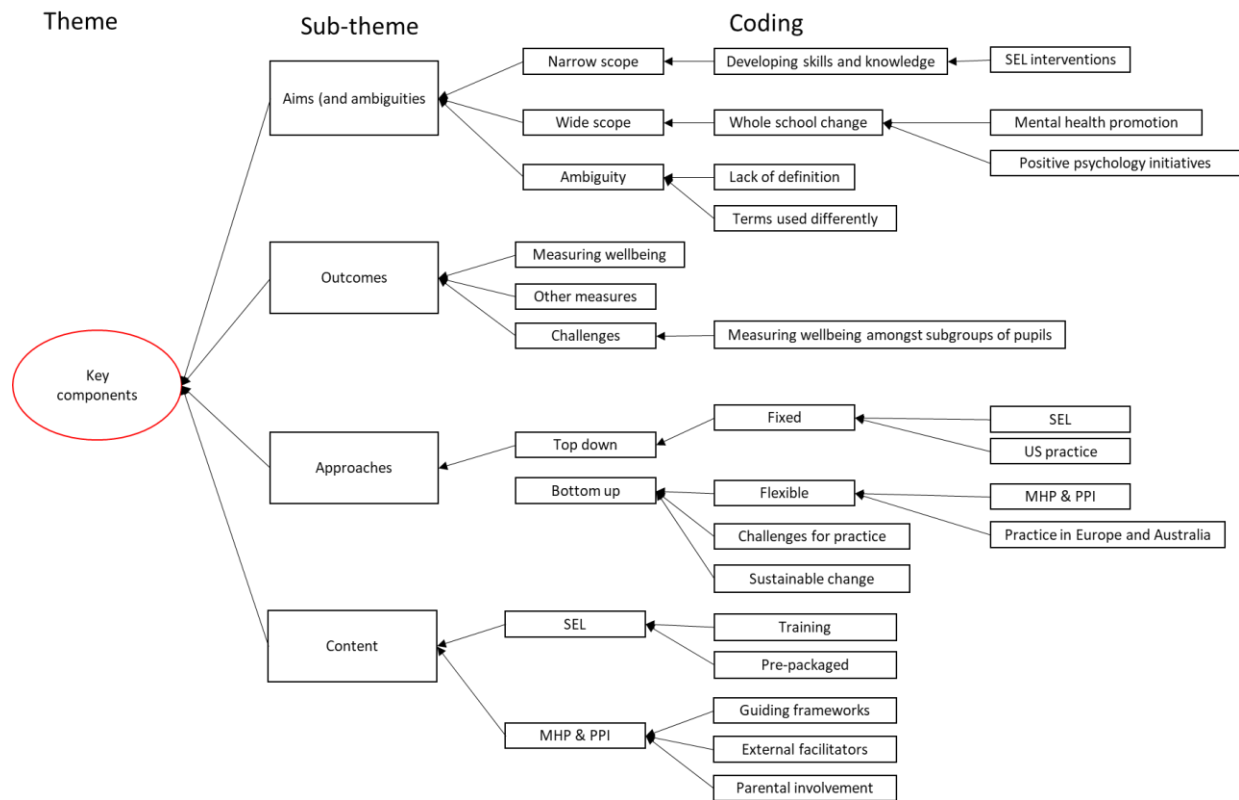 Theme
Sub-theme
Coding
Aims (and ambiguities
Narrow scope
Developing skills and knowledge
SEL interventions
Wide scope
Whole school change
Mental health promotion
Positive psychology initiatives
Ambiguity
Lack of definition
Terms used differently
Outcomes
Measuring wellbeing
Other measures
Challenges
Measuring wellbeing amongst subgroups of pupils
Key
components
Approaches
Top down
Fixed
SEL
US practice
Bottom up
Flexible
MHP & PPI
Practice in Europe and Australia
Challenges for practice
Sustainable change
Content
SEL
Training
Pre-packaged
MHP & PPI
Guiding frameworks
External facilitators
Parental involvement